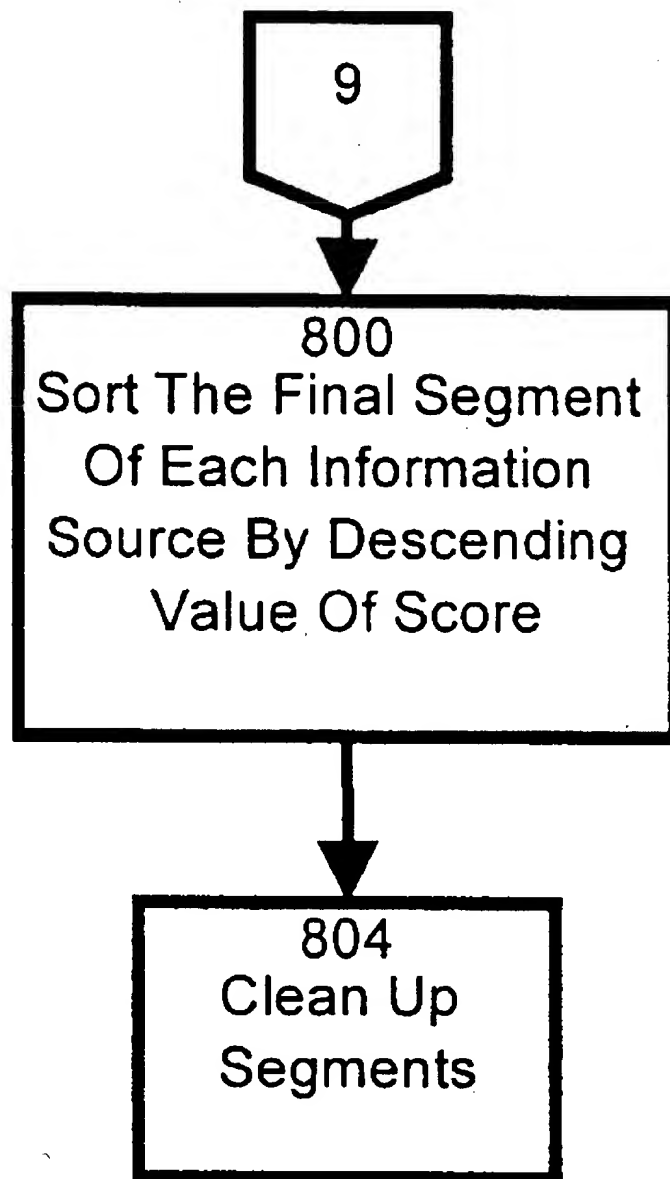 9
800
Sort The Final Segment
Of Each Information
Source By Descending
Value Of Score
804
Clean Up
Segments